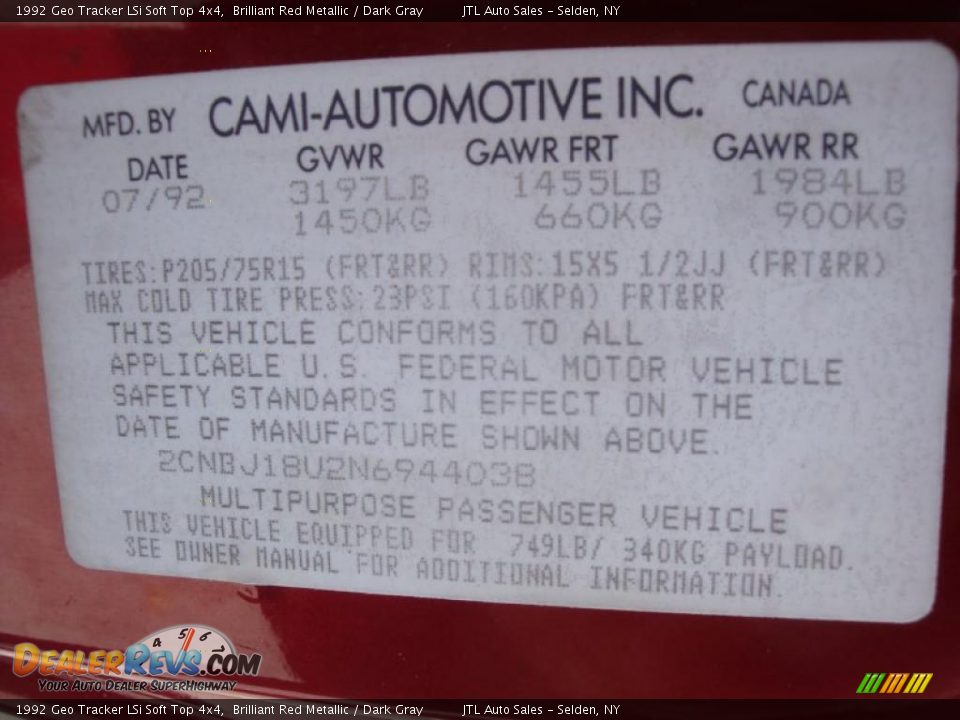 1992 Geo Tracker LSi Soft Top 4x4, Brilliant Red Metallic / Dark Gray JTL Auto Sales - Selden, NY
MFD. BY CAMI-AUTOMOTIVE INC. CANADA
DATE GVWR GAWR FRT GAWR RR
07/92 3197LB 1455LB 1984LB
1450KG 660KG 900KG
TIRES:P205/75R15 (FRT&RR) RIMS:15X5 1/2JJ (FRT&RR)
MAX COLD TIRE PRESS:23PSI (160KPA) FRT&RR
THIS VEHICLE CONFORMS TO ALL
APPLICABLE U.S. FEDERAL MOTOR VEHICLE
SAFETY STANDARDS IN EFFECT ON THE
DATE OF MANUFACTURE SHOWN ABOVE.
2CNBJ18U2N6944038
MULTIPURPOSE PASSENGER VEHICLE
THIS VEHICLE EQUIPPED FOR 749LB/ 340KG PAYLOAD.
SEE OWNER MANUAL FOR ADDITIONAL INFORMATION.
4 5 6
DEALERREVS.COM
YOUR AUTO DEALER SUPERHIGHWAY
1992 Geo Tracker LSi Soft Top 4x4, Brilliant Red Metallic / Dark Gray JTL Auto Sales - Selden, NY